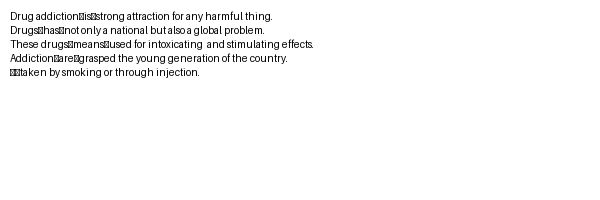 Drug addiction is strong attraction for any harmful thing.
Drugs has not only a national but also a global problem.
These drugs means used for intoxicating and stimulating effects.
Addiction are grasped the young generation of the country.
taken by smoking or through injection.